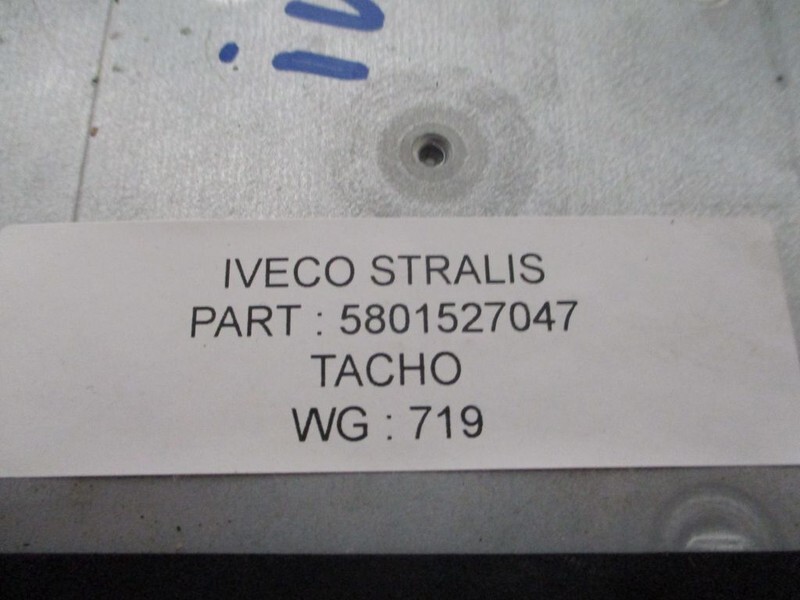 IVECO STRALIS
PART : 5801527047
TACHO
WG : 719